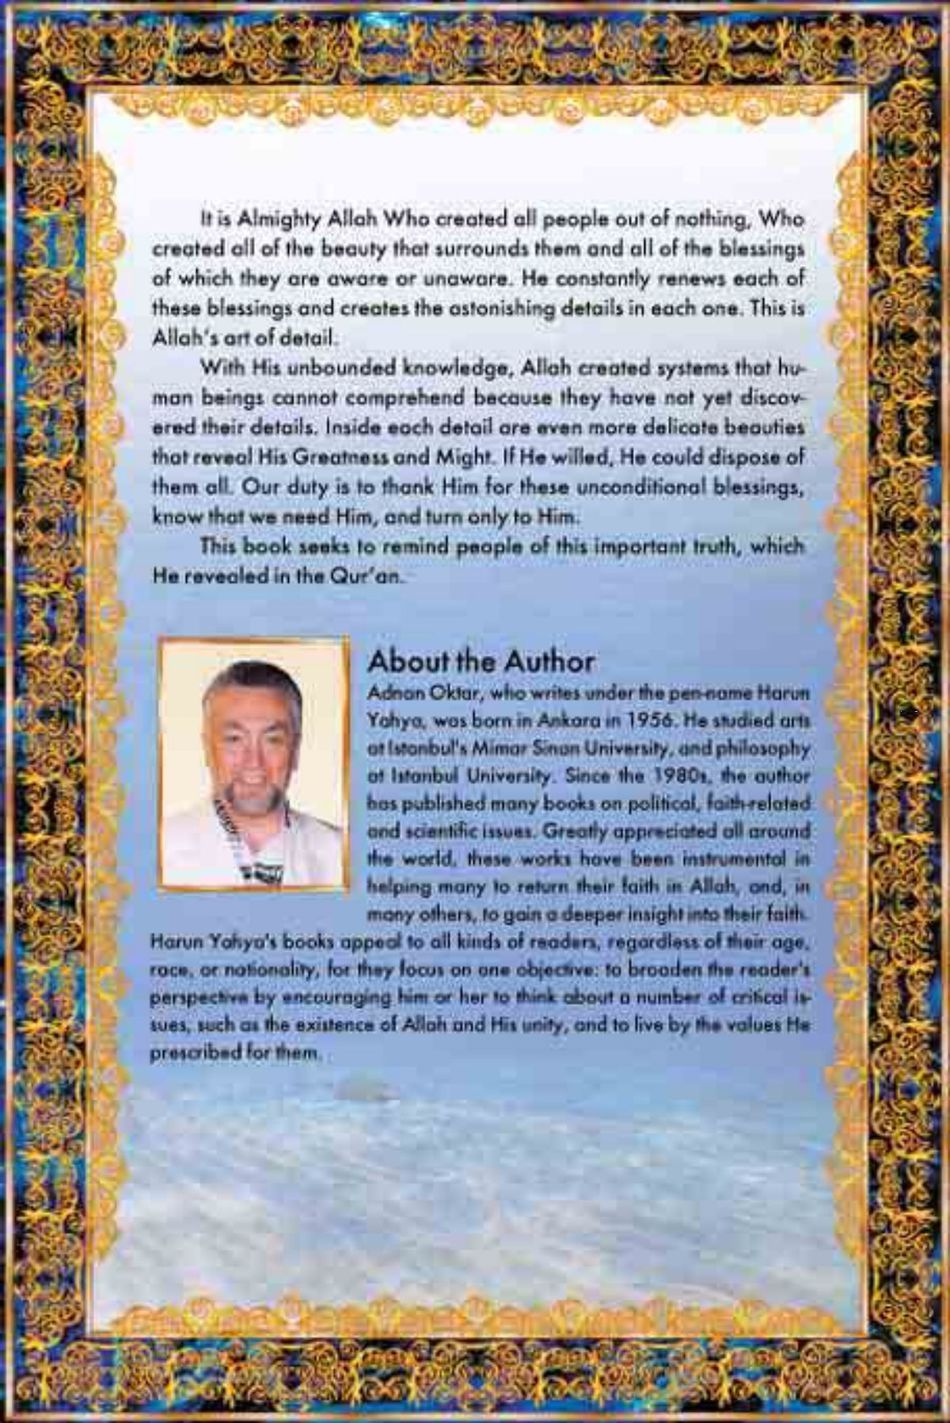 It is Almighty Allah Who created all people out of nothing, Who
created all of the beauty that surrounds them and all of the blessings
of which they are aware or unaware. He constantly renews each of
these blessings and creates the astonishing details in each one. This is
Allah's art of detail.
With His unbounded knowledge, Allah created systems that hu-
man beings cannot comprehend because they have not yet discov-
ered their details. Inside each detail are even more delicate beauties
that reveal His Greatness and Might. If He willed, He could dispose of
them all. Our duty is to thank Him for these unconditional blessings,
know that we need Him, and turn only to Him.
This book seeks to remind people of this important truth, which
He revealed in the Qur'an.
About the Author
Adnan Oktar, who writes under the pen-name Harun
Yahya, was born in Ankara in 1956. He studied arts
at Istanbul's Mimar Sinan University, and philosophy
at Istanbul University. Since the 1980s, the author
has published many books on political, faith-related
and scientific issues. Greatly appreciated all around
the world, these works have been instrumental in
helping many to return their faith in Allah, and, in
many others, to gain a deeper insight into their faith.
Harun Yahya's books appeal to all kinds of readers, regardless of their age,
race, or nationality, for they focus on one objective: to broaden the reader's
perspective by encouraging him or her to think about a number of critical is-
sues, such as the existence of Allah and His unity, and to live by the values He
prescribed for them.